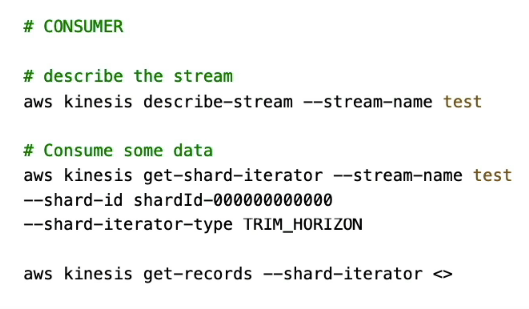 # CONSUMER
# describe the stream
aws kinesis describe-stream --stream-name test
# Consume some data
aws kinesis get-shard-iterator --stream-name test
--shard-id shardId-000000000000
--shard-iterator-type TRIM_HORIZON
aws kinesis get-records --shard-iterator <>